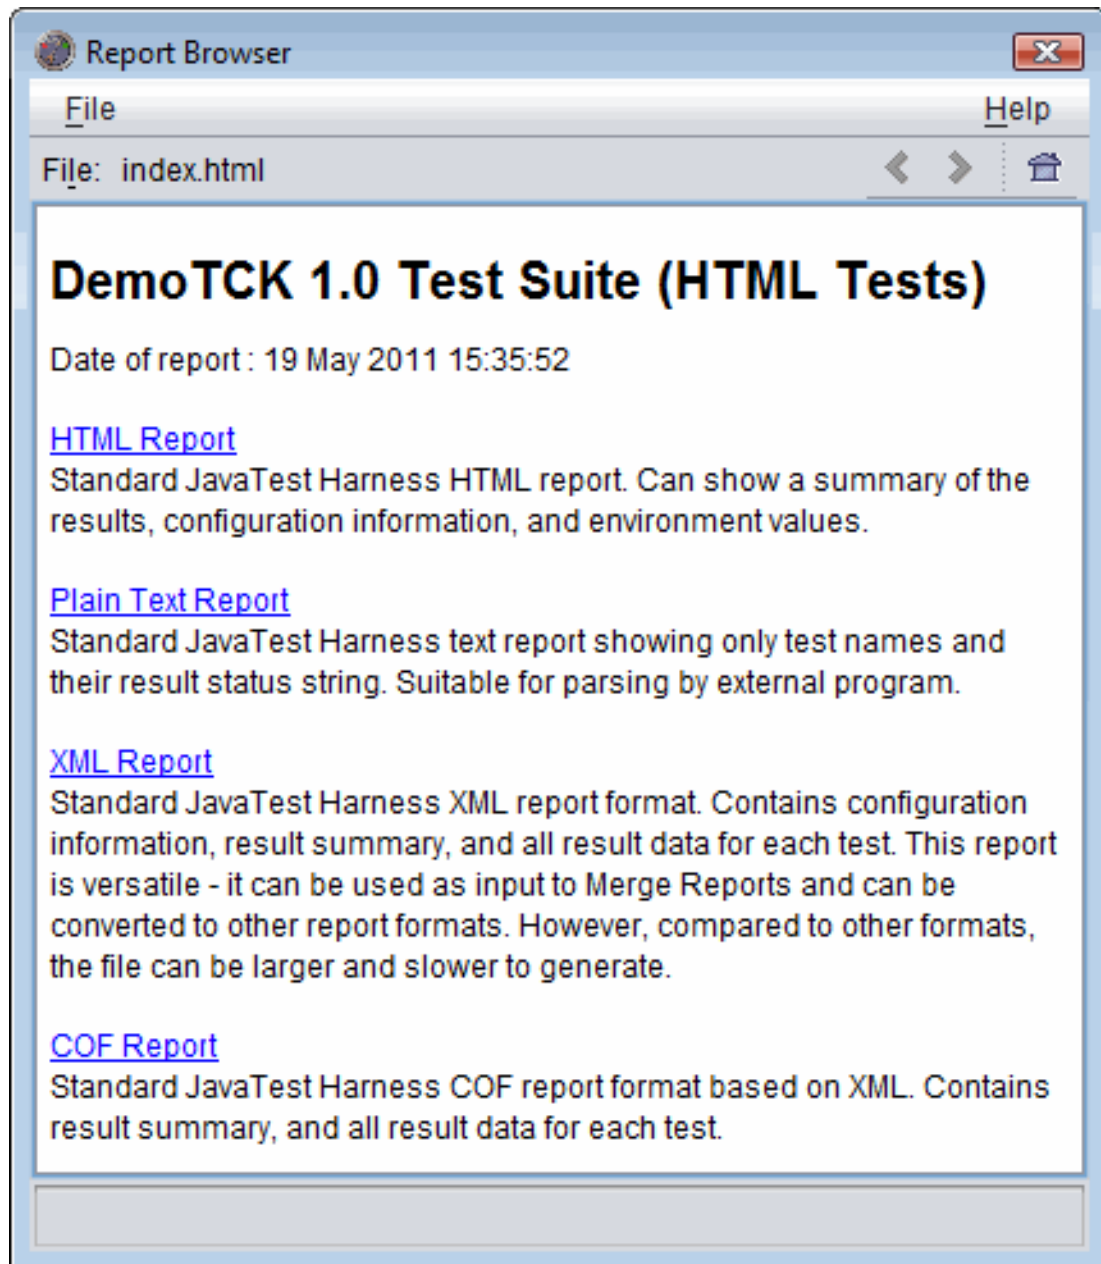 Report Browser
File Help
File: index.html
DemoTCK 1.0 Test Suite (HTML Tests)
Date of report : 19 May 2011 15:35:52
HTML Report
Standard JavaTest Harness HTML report. Can show a summary of the
results, configuration information, and environment values.
Plain Text Report
Standard JavaTest Harness text report showing only test names and
their result status string. Suitable for parsing by external program.
XML Report
Standard JavaTest Harness XML report format. Contains configuration
information, result summary, and all result data for each test. This report
is versatile - it can be used as input to Merge Reports and can be
converted to other report formats. However, compared to other formats,
the file can be larger and slower to generate.
COF Report
Standard JavaTest Harness COF report format based on XML. Contains
result summary, and all result data for each test.